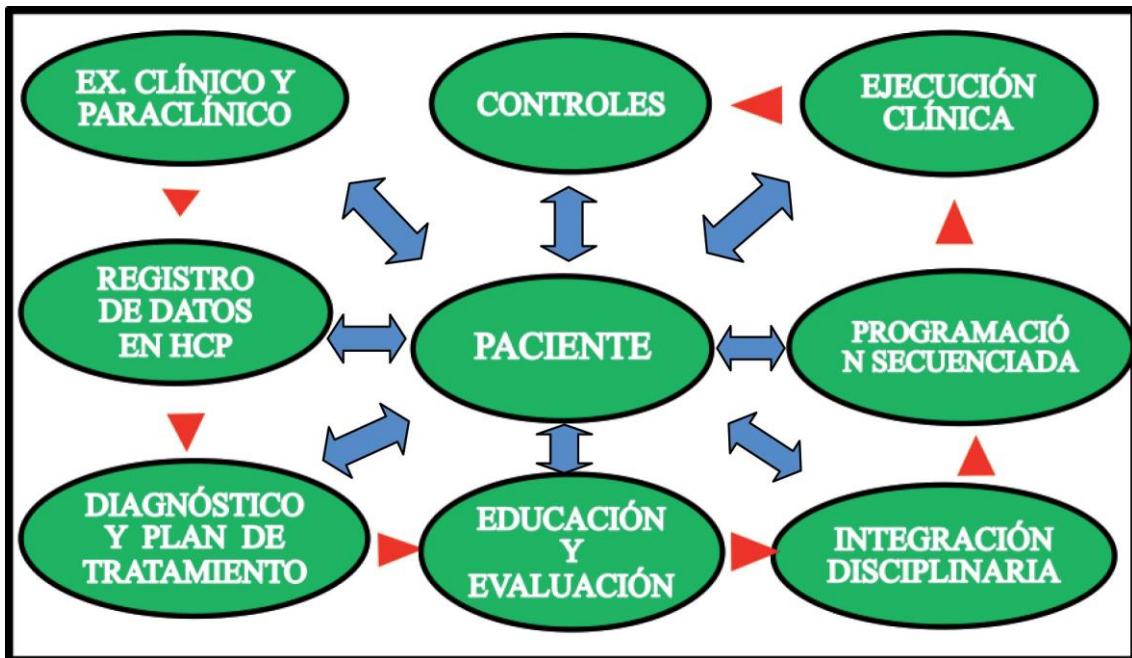 EX. CLÍNICO Y
PARACLÍNICO
CONTROLES
EJECUCIÓN
CLÍNICA
REGISTRO
DE DATOS
EN HCP
PACIENTE
PROGRAMACIÓ
N SECUENCIADA
DIAGNÓSTICO
Y PLAN DE
TRATAMIENTO
EDUCACIÓN
Y
EVALUACIÓN
INTEGRACIÓN
DISCIPLINARIA